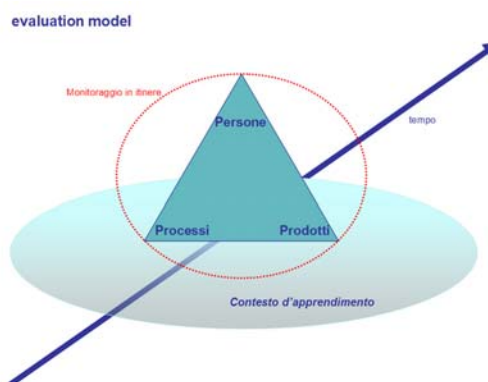 evaluation model
Monitoraggio in itinere
Persone
tempo
Processi
Prodotti
Contesto d'apprendimento